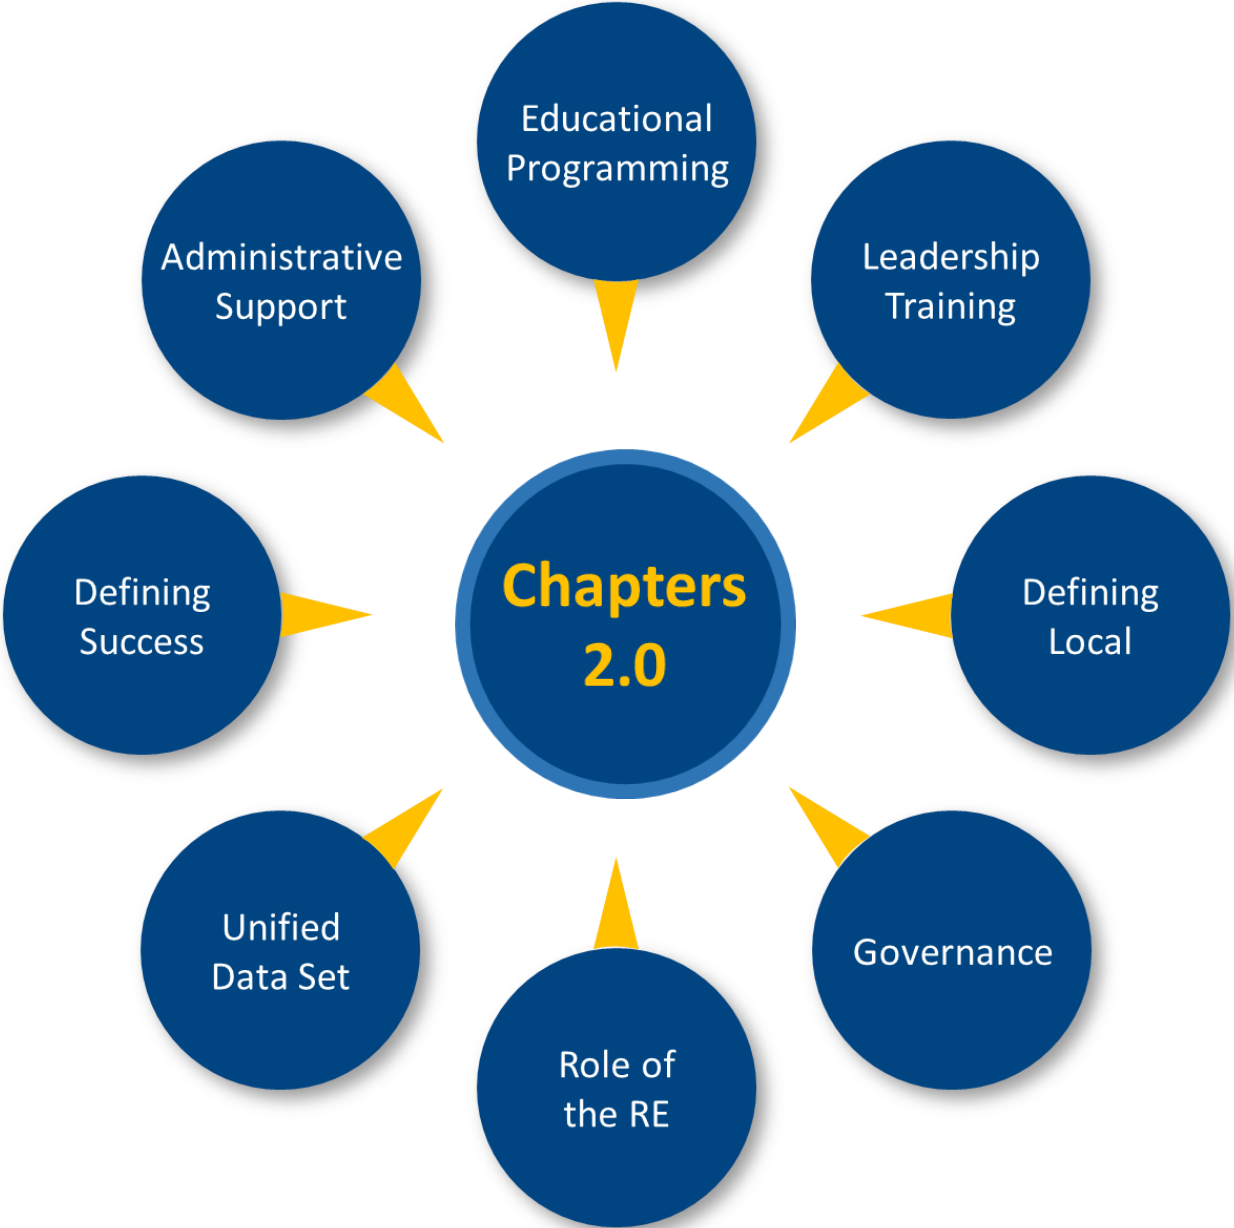 Educational
Programming
Leadership
Training
Defining
Local
Governance
Role of
the RE
Unified
Data Set
Defining
Success
Administrative
Support
Chapters
2.0